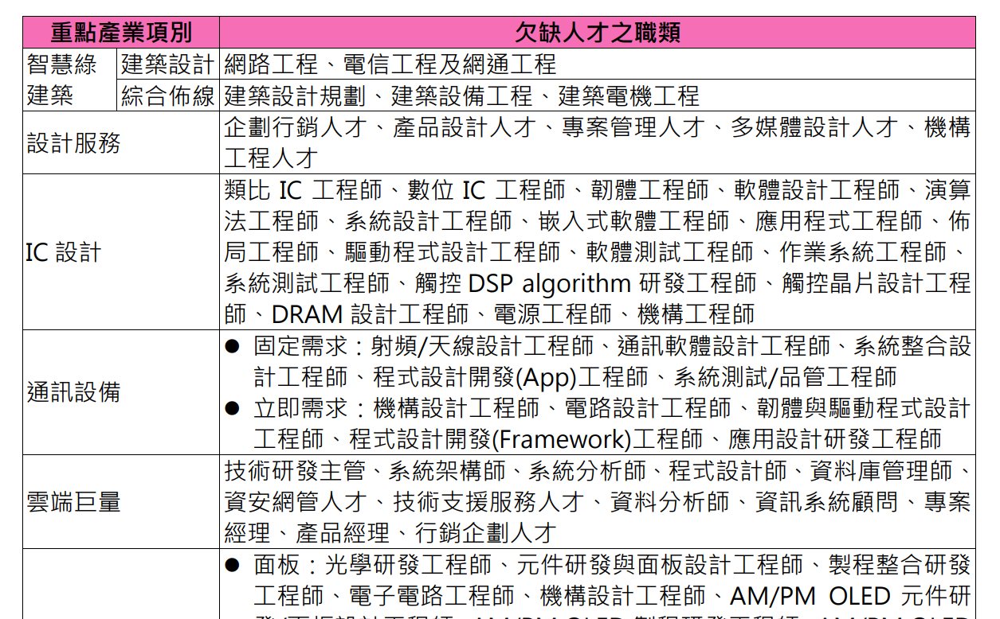 重點產業項別 欠缺人才之職類
智慧綠建築 建築設計 網路工程、電信工程及網通工程
綜合佈線 建築設計規劃、建築設備工程、建築電機工程
設計服務
企劃行銷人才、產品設計人才、專案管理人才、多媒體設計人才、機構
工程人才
IC 設計
類比 IC 工程師、數位 IC 工程師、韌體工程師、軟體設計工程師、演算
法工程師、系統設計工程師、嵌入式軟體工程師、應用程式工程師、佈
局工程師、驅動程式設計工程師、軟體測試工程師、作業系統工程師、
系統測試工程師、觸控 DSP algorithm 研發工程師、觸控晶片設計工程
師、DRAM 設計工程師、電源工程師、機構工程師
通訊設備
● 固定需求：射頻/天線設計工程師、通訊軟體設計工程師、系統整合設
計工程師、程式設計開發(App)工程師、系統測試/品管工程師
● 立即需求：機構設計工程師、電路設計工程師、韌體與驅動程式設計
工程師、程式設計開發(Framework)工程師、應用設計研發工程師
雲端巨量
技術研發主管、系統架構師、系統分析師、程式設計師、資料庫管理師、
資安網管人才、技術支援服務人才、資料分析師、資訊系統顧問、專案
經理、產品經理、行銷企劃人才
● 面板：光學研發工程師、元件研發與面板設計工程師、製程整合研發
工程師、電子電路工程師、機構設計工程師、AM/PM OLED 元件研